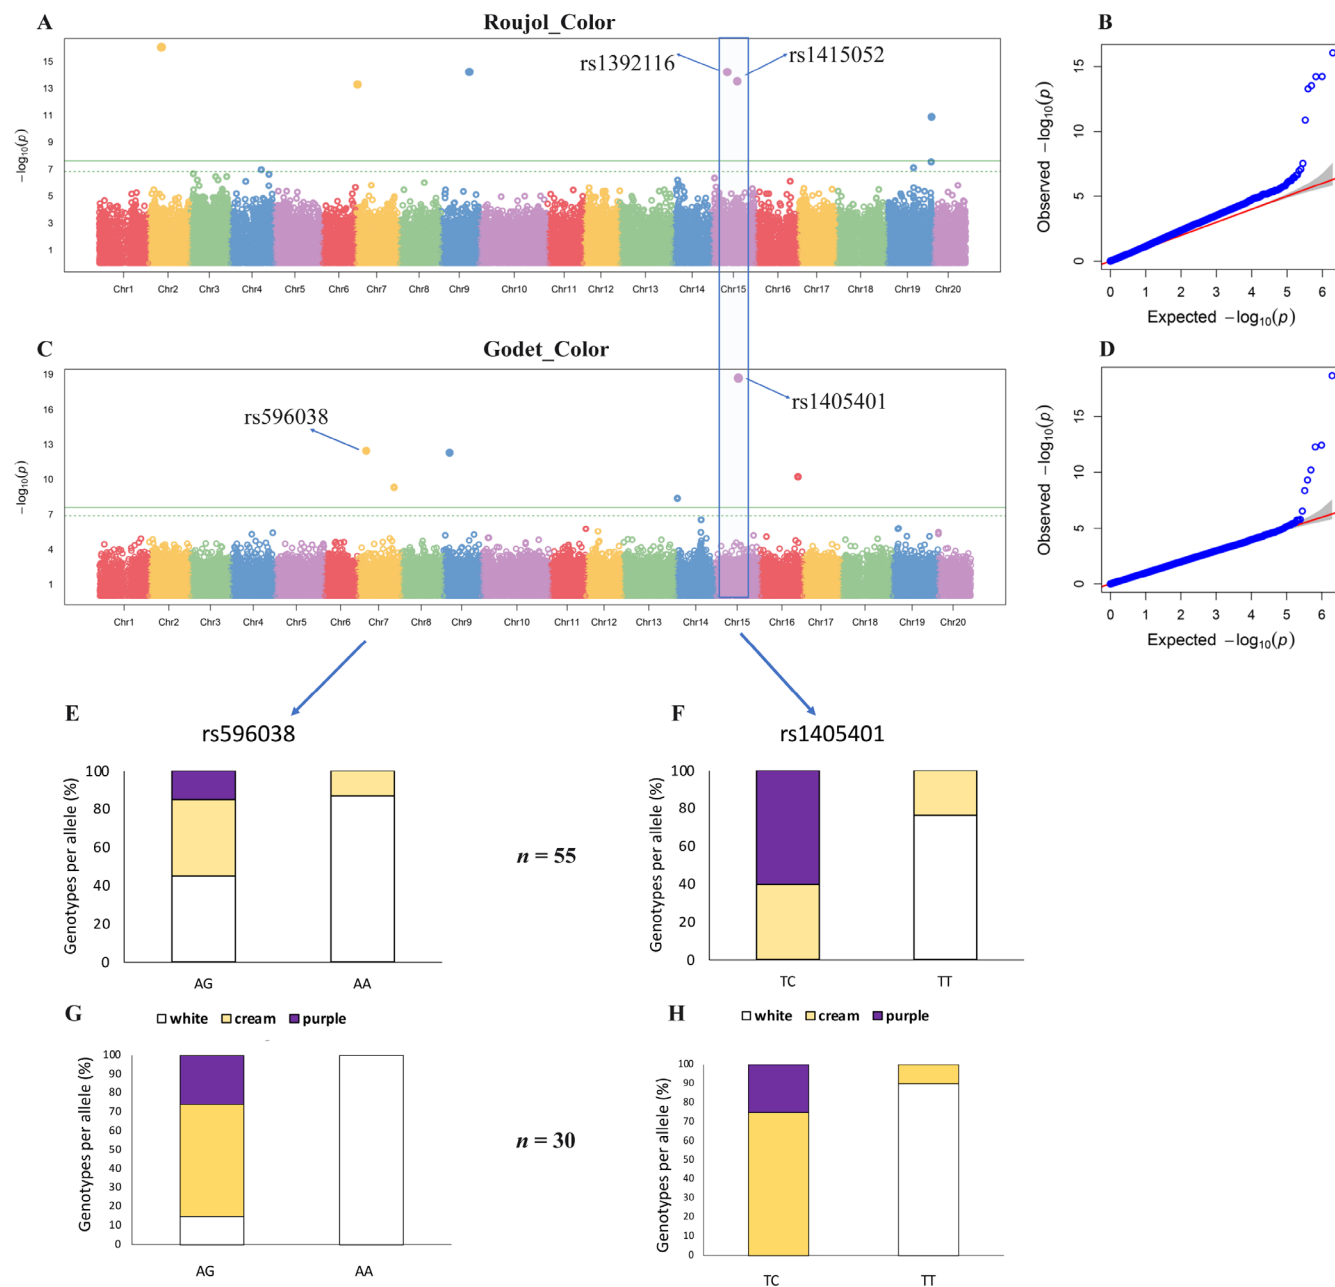 A Roujol_Color B
rs1392116 rs1415052
−log10(p)
15
13
11
9
7
5
3
1
Chr1 Chr2 Chr3 Chr4 Chr5 Chr6 Chr7 Chr8 Chr9 Chr10 Chr11 Chr12 Chr13 Chr14 Chr15 Chr16 Chr17 Chr18 Chr19 Chr20
Observed −log10(p)
15
10
5
0
0 1 2 3 4 5 6
Expected −log10(p)
C Godet_Color D
rs596038 rs1405401
−log10(p)
19
16
13
10
7
4
1
Chr1 Chr2 Chr3 Chr4 Chr5 Chr6 Chr7 Chr8 Chr9 Chr10 Chr11 Chr12 Chr13 Chr14 Chr15 Chr16 Chr17 Chr18 Chr19 Chr20
Observed −log10(p)
15
10
5
0
0 1 2 3 4 5 6
Expected −log10(p)
E
rs596038
Genotypes per allele (%)
100
80
60
40
20
0
AG AA
n = 55
F
rs1405401
Genotypes per allele (%)
100
80
60
40
20
0
TC TT
G
white cream purple
Genotypes per allele (%)
100
90
80
70
60
50
40
30
20
10
0
AG AA
n = 30
H
white cream purple
Genotypes per allele (%)
100
90
80
70
60
50
40
30
20
10
0
TC TT